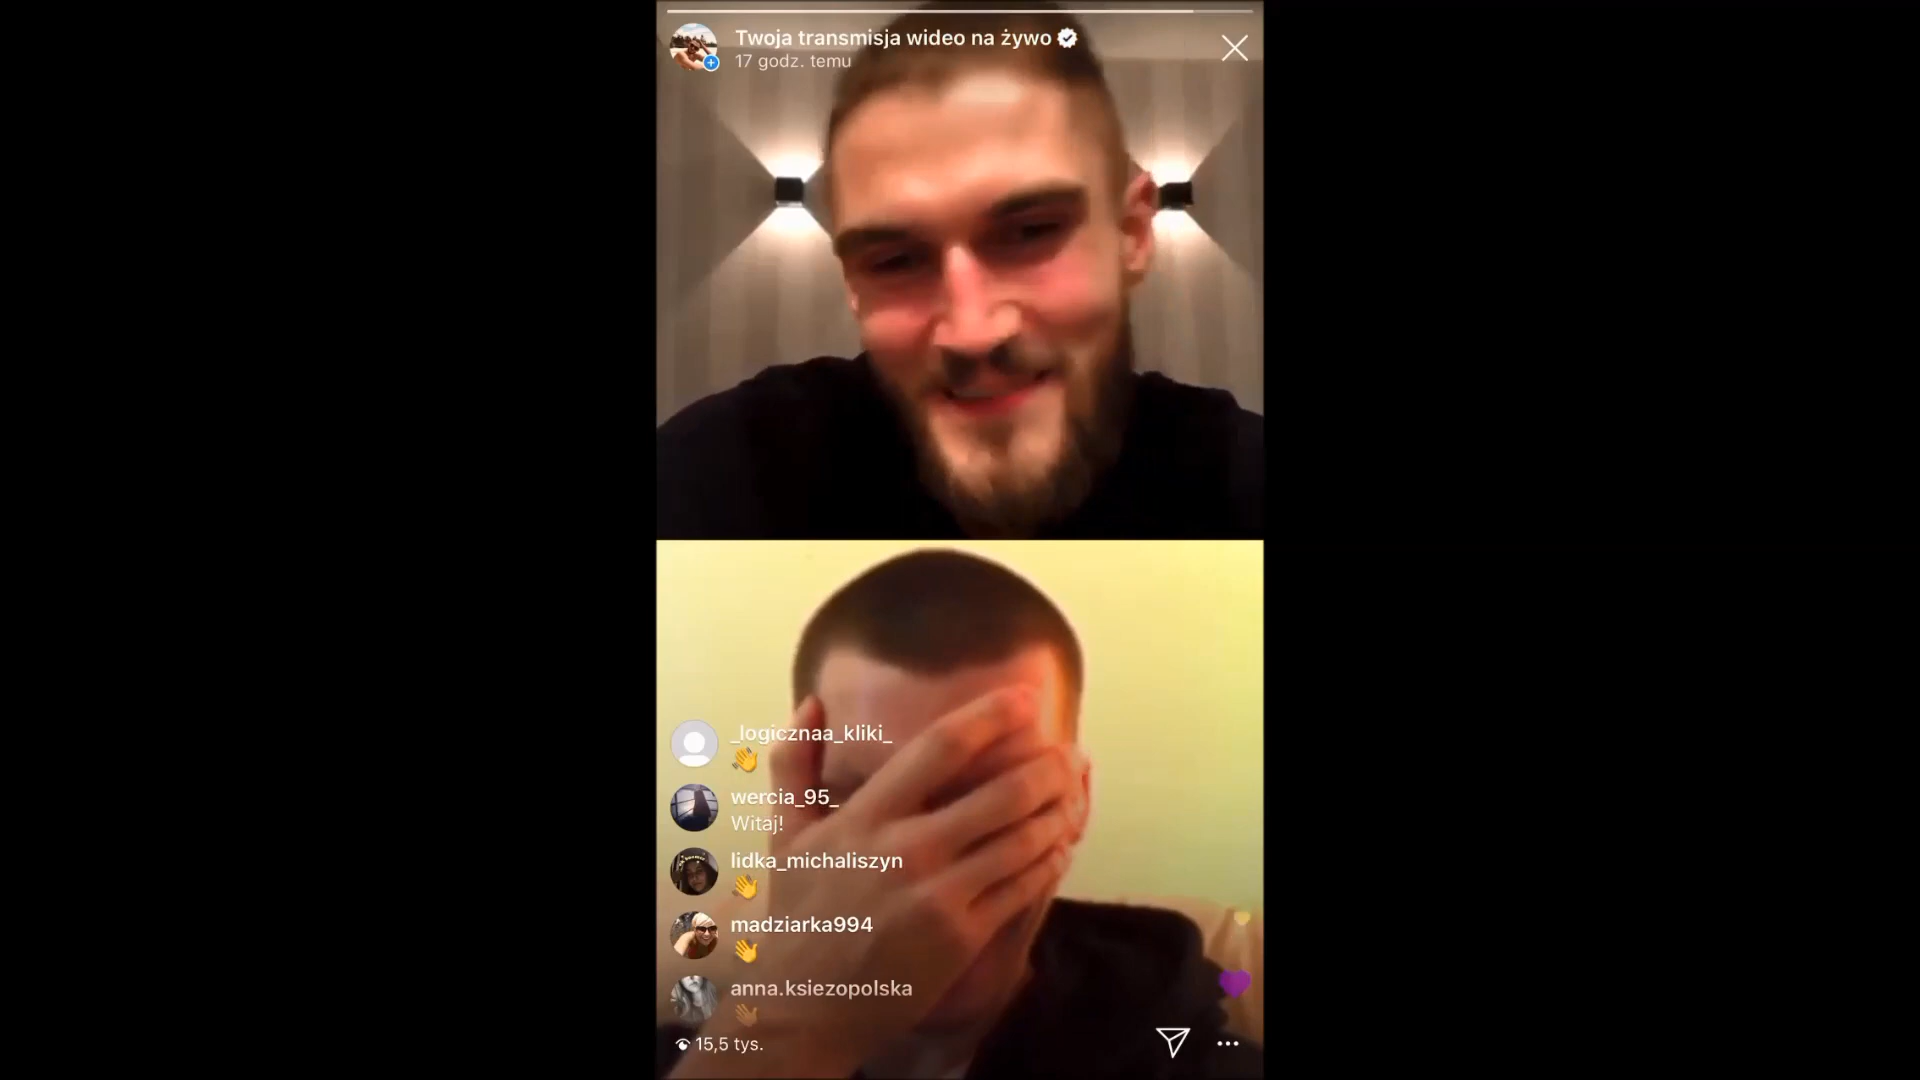 Twoja transmisja wideo na żywo
17 godz. temu
_logicznaa_kliki_
👋
wercia_95_
Witaj!
lidka_michaliszyn
👋
madziarka994
👋
anna.ksiezopolska
👋
15,5 tys.